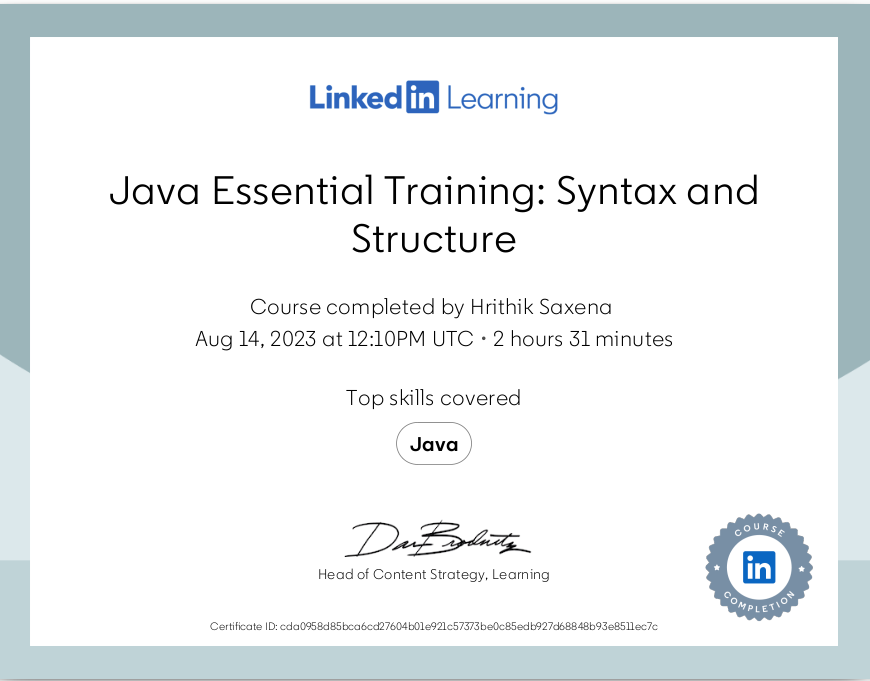 Linkedin Learning
Java Essential Training: Syntax and
Structure
Course completed by Hrithik Saxena
Aug 14, 2023 at 12:10PM UTC • 2 hours 31 minutes
Top skills covered
Java
Head of Content Strategy, Learning
COURSE
in
COMPLETION
Certificate ID: cda0958d85bca6cd27604b01e921c57373be0c85edb927d68848b93e8511ec7c